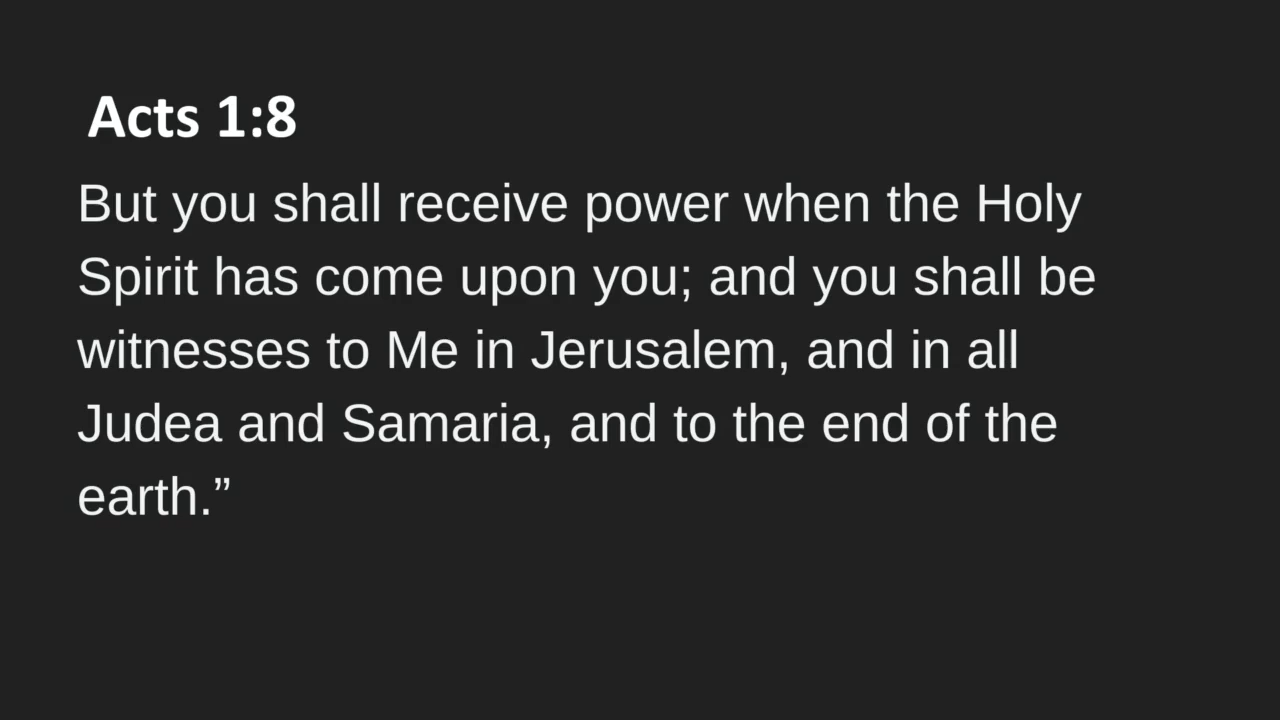 Acts 1:8
But you shall receive power when the Holy
Spirit has come upon you; and you shall be
witnesses to Me in Jerusalem, and in all
Judea and Samaria, and to the end of the
earth.”